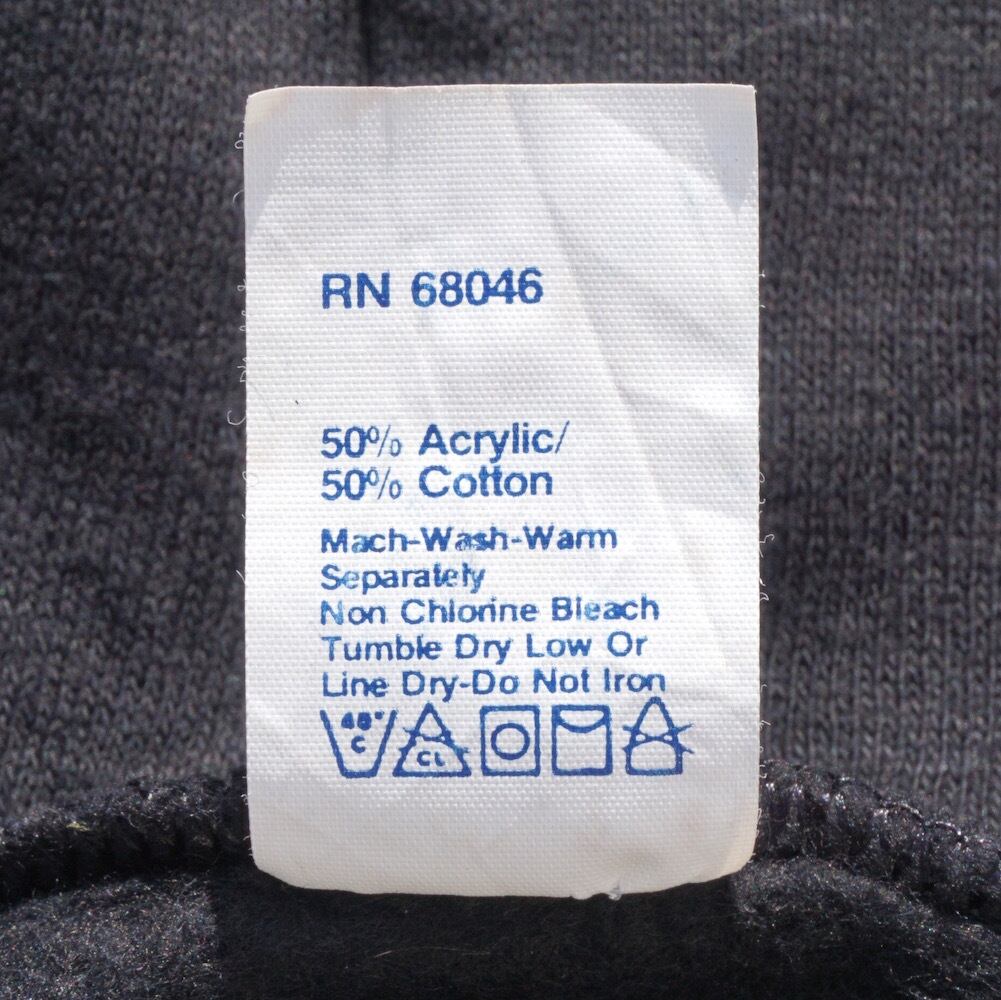 RN 68046
50% Acrylic/
50% Cotton
Mach-Wash-Warm
Separately
Non Chlorine Bleach
Tumble Dry Low Or
Line Dry-Do Not Iron
40° C CL